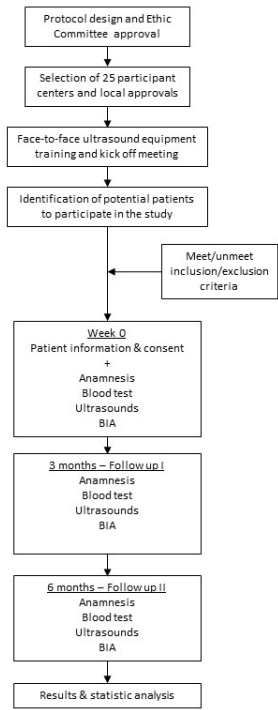 Protocol design and Ethic
Committee approval
Selection of 25 participant
centers and local approvals
Face-to-face ultrasound equipment
training and kick off meeting
Identification of potential patients
to participate in the study
Meet/unmeet
inclusion/exclusion
criteria
Week 0
Patient information & consent
+
Anamnesis
Blood test
Ultrasounds
BIA
3 months – Follow up I
Anamnesis
Blood test
Ultrasounds
BIA
6 months – Follow up II
Anamnesis
Blood test
Ultrasounds
BIA
Results & statistic analysis